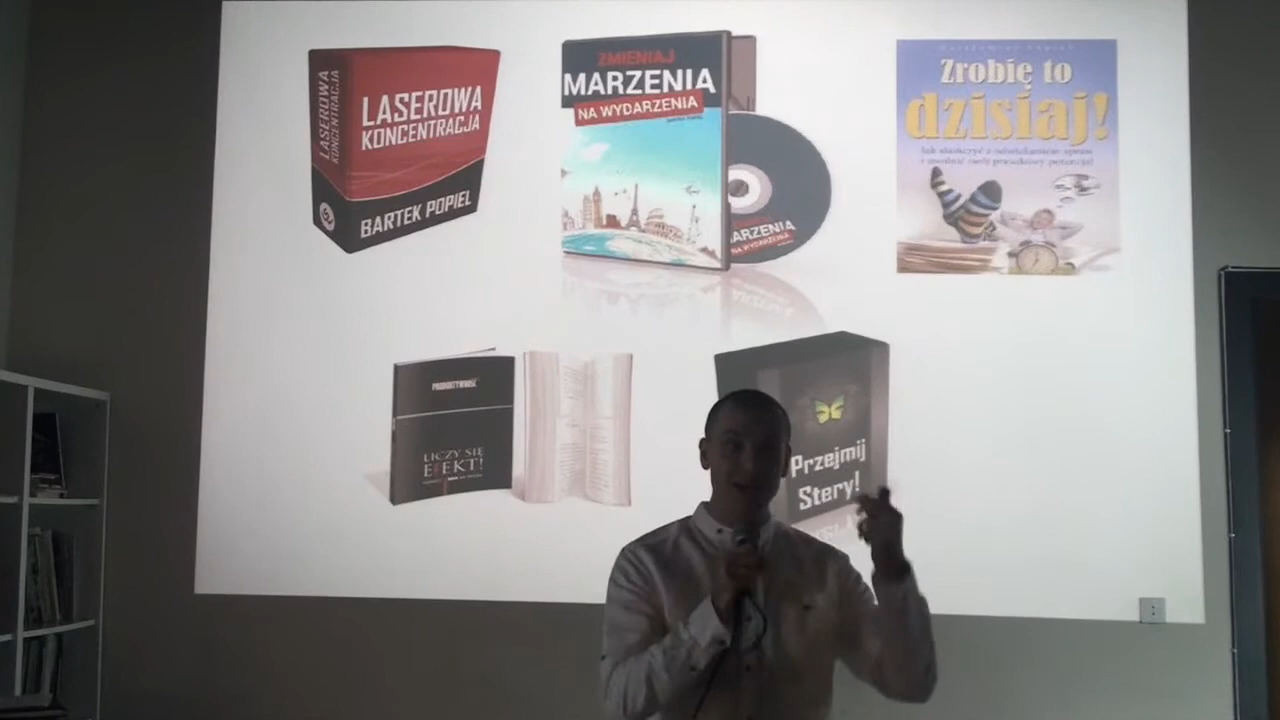 LASEROWA
KONCENTRACJA
LASEROWA
KONCENTRACJA
BARTEK POPIEL
ZMIENIAJ
MARZENIA
NA WYDARZENIA
MARZENIA
NA WYDARZENIA
Zrobię to
dzisiaj!
PRODUKTYWNOŚĆ
LICZY SIĘ
EFEKT!
Przejmij
Stery!